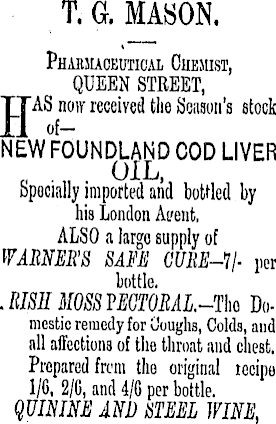 T. G. MASON.
PHARMACEUTICAL CHEMIST,
QUEEN STREET,
HAS now received the Season's stock
of—
NEW FOUNDLAND COD LIVER
OIL,
Specially imported and bottled by
his London Agent.
ALSO a large supply of
WARNER'S SAFE CURE—7/- per
bottle.
RISH MOSS PECTORAL.—The Do-
mestic remedy for Coughs, Colds, and
all affections of the throat and chest.
Prepared frcm the original recipe
1/6, 2/6, and 4/6 per bottle.
QUININE AND STEEL WINE,